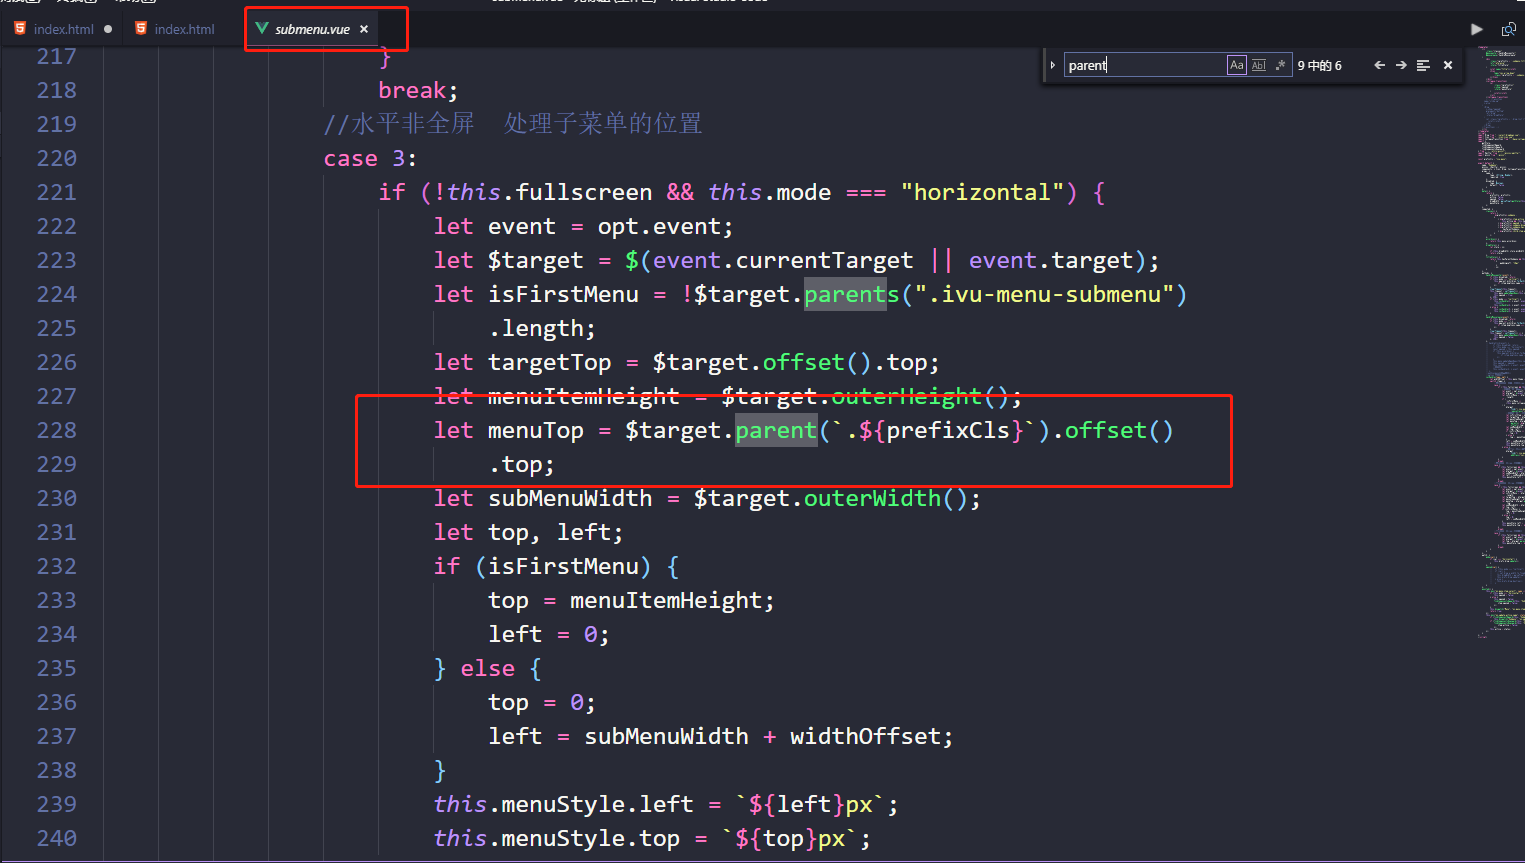 index.html
index.html
submenu.vue
parent
Aa
Abl
.*
9 中的 6
217 }
218 break;
219 //水平非全屏  处理子菜单的位置
220 case 3:
221 if (!this.fullscreen && this.mode === "horizontal") {
222 let event = opt.event;
223 let $target = $(event.currentTarget || event.target);
224 let isFirstMenu = !$target.parents(".ivu-menu-submenu")
225 .length;
226 let targetTop = $target.offset().top;
227 let menuItemHeight = $target.outerHeight();
228 let menuTop = $target.parent(`.${prefixCls}`).offset()
229 .top;
230 let subMenuWidth = $target.outerWidth();
231 let top, left;
232 if (isFirstMenu) {
233 top = menuItemHeight;
234 left = 0;
235 } else {
236 top = 0;
237 left = subMenuWidth + widthOffset;
238 }
239 this.menuStyle.left = `${left}px`;
240 this.menuStyle.top = `${top}px`;